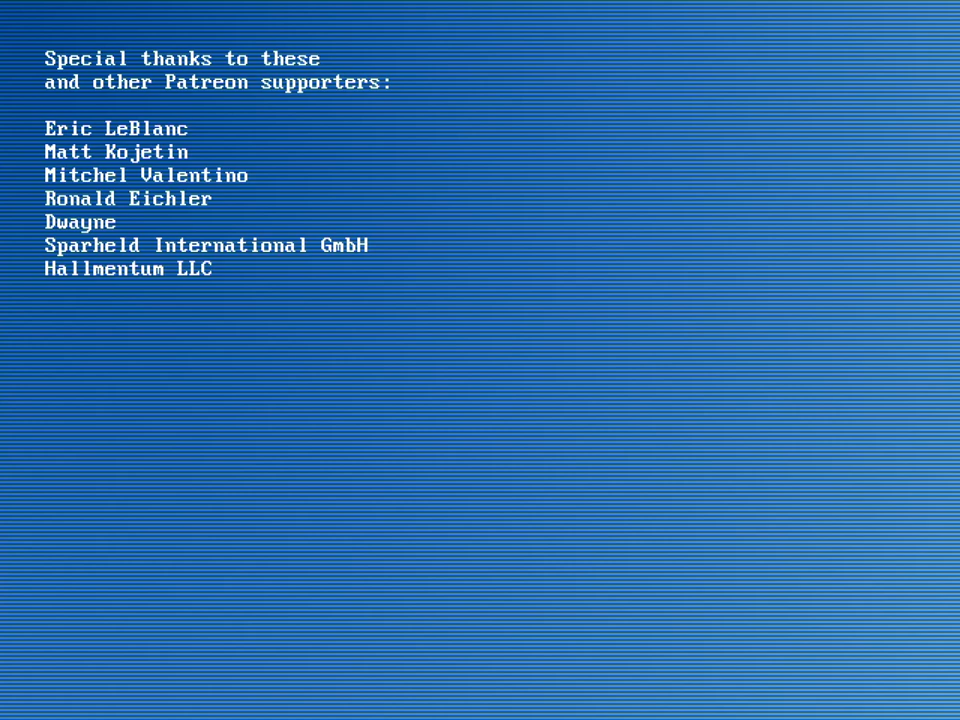 Special thanks to these
and other Patreon supporters:
Eric LeBlanc
Matt Kojetin
Mitchel Valentino
Ronald Eichler
Dwayne
Sparheld International GmbH
Hallmentum LLC